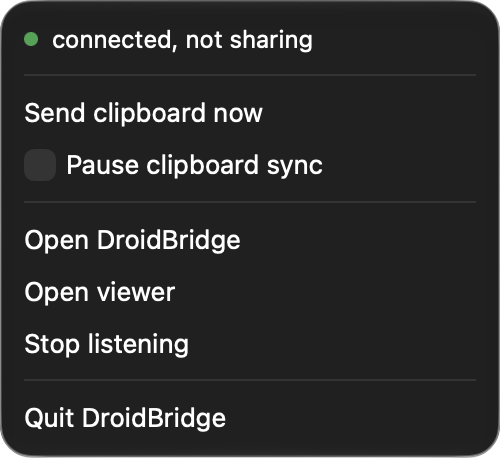 connected, not sharing
Send clipboard now
Pause clipboard sync
Open DroidBridge
Open viewer
Stop listening
Quit DroidBridge